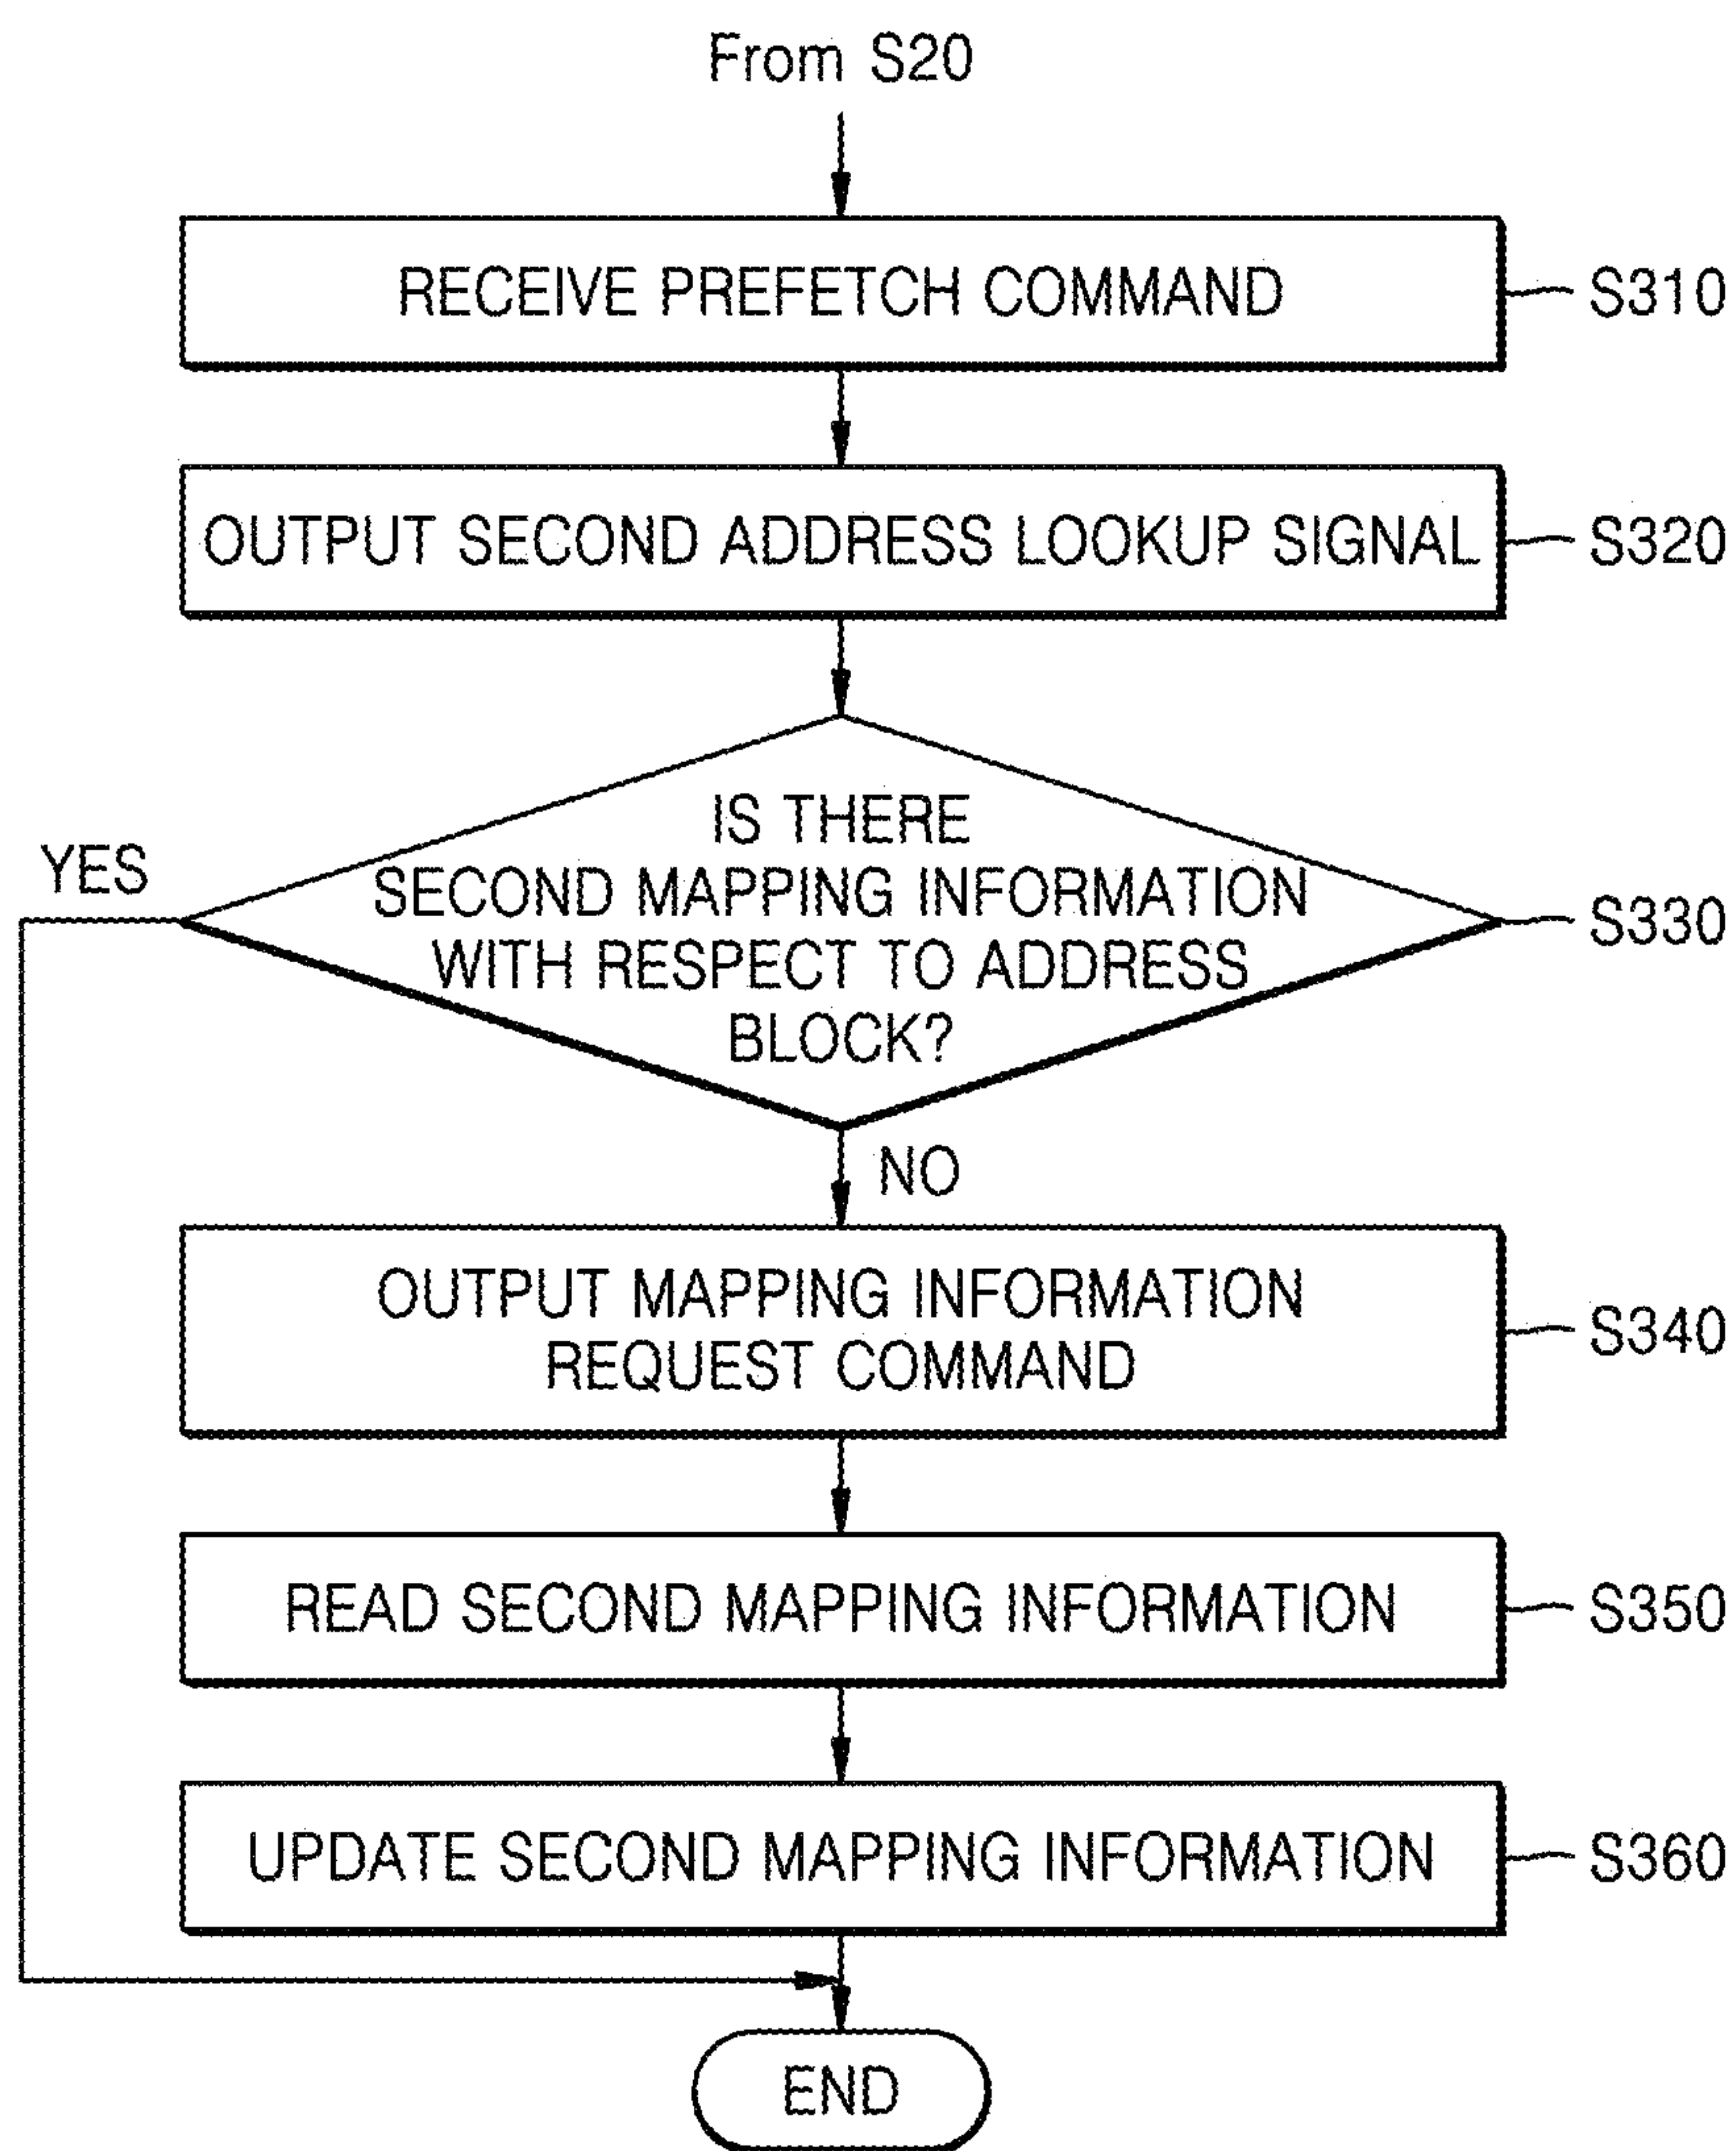 From S20
RECEIVE PREFETCH COMMAND
S310
OUTPUT SECOND ADDRESS LOOKUP SIGNAL
S320
IS THERE
SECOND MAPPING INFORMATION
WITH RESPECT TO ADDRESS
BLOCK?
S330
YES
NO
OUTPUT MAPPING INFORMATION
REQUEST COMMAND
S340
READ SECOND MAPPING INFORMATION
S350
UPDATE SECOND MAPPING INFORMATION
S360
END